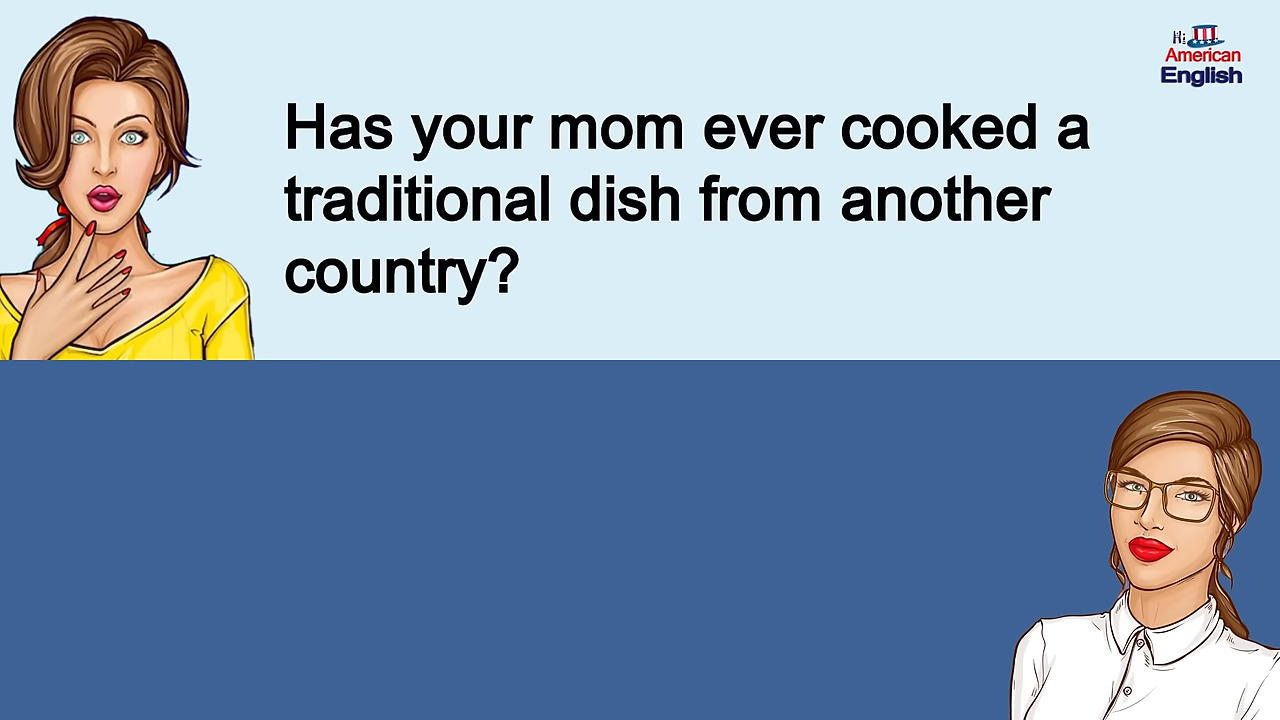 Hi
American
English
Has your mom ever cooked a
traditional dish from another
country?